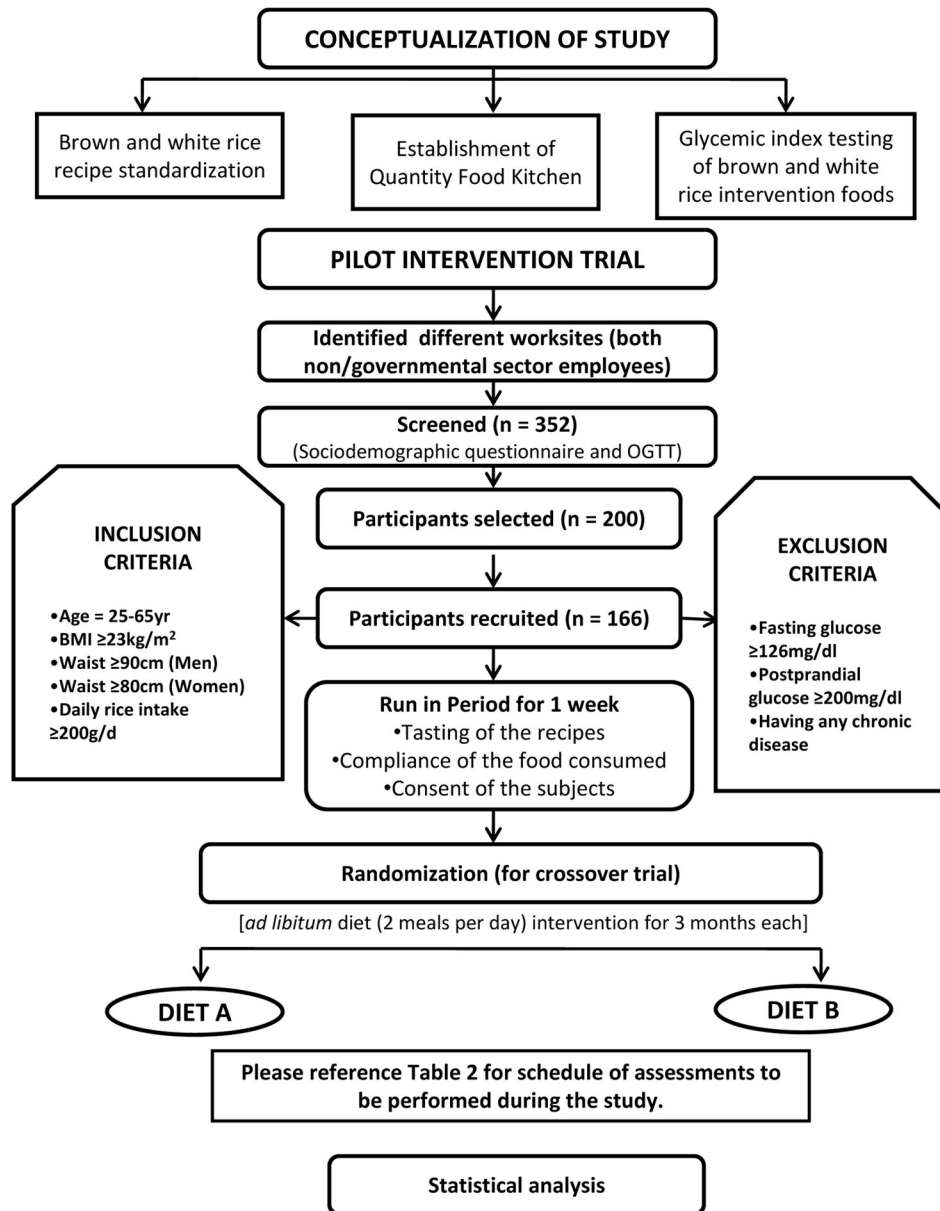 CONCEPTUALIZATION OF STUDY
Brown and white rice
recipe standardization
Establishment of
Quantity Food Kitchen
Glycemic index testing
of brown and white
rice intervention foods
PILOT INTERVENTION TRIAL
Identified different worksites (both
non/governmental sector employees)
Screened (n = 352)
(Sociodemographic questionnaire and OGTT)
Participants selected (n = 200)
INCLUSION
CRITERIA
•Age = 25-65yr
•BMI ≥23kg/m²
•Waist ≥90cm (Men)
•Waist ≥80cm (Women)
•Daily rice intake
≥200g/d
Participants recruited (n = 166)
EXCLUSION
CRITERIA
•Fasting glucose
≥126mg/dl
•Postprandial
glucose ≥200mg/dl
•Having any chronic
disease
Run in Period for 1 week
•Tasting of the recipes
•Compliance of the food consumed
•Consent of the subjects
Randomization (for crossover trial)
[ad libitum diet (2 meals per day) intervention for 3 months each]
DIET A
DIET B
Please reference Table 2 for schedule of assessments to
be performed during the study.
Statistical analysis